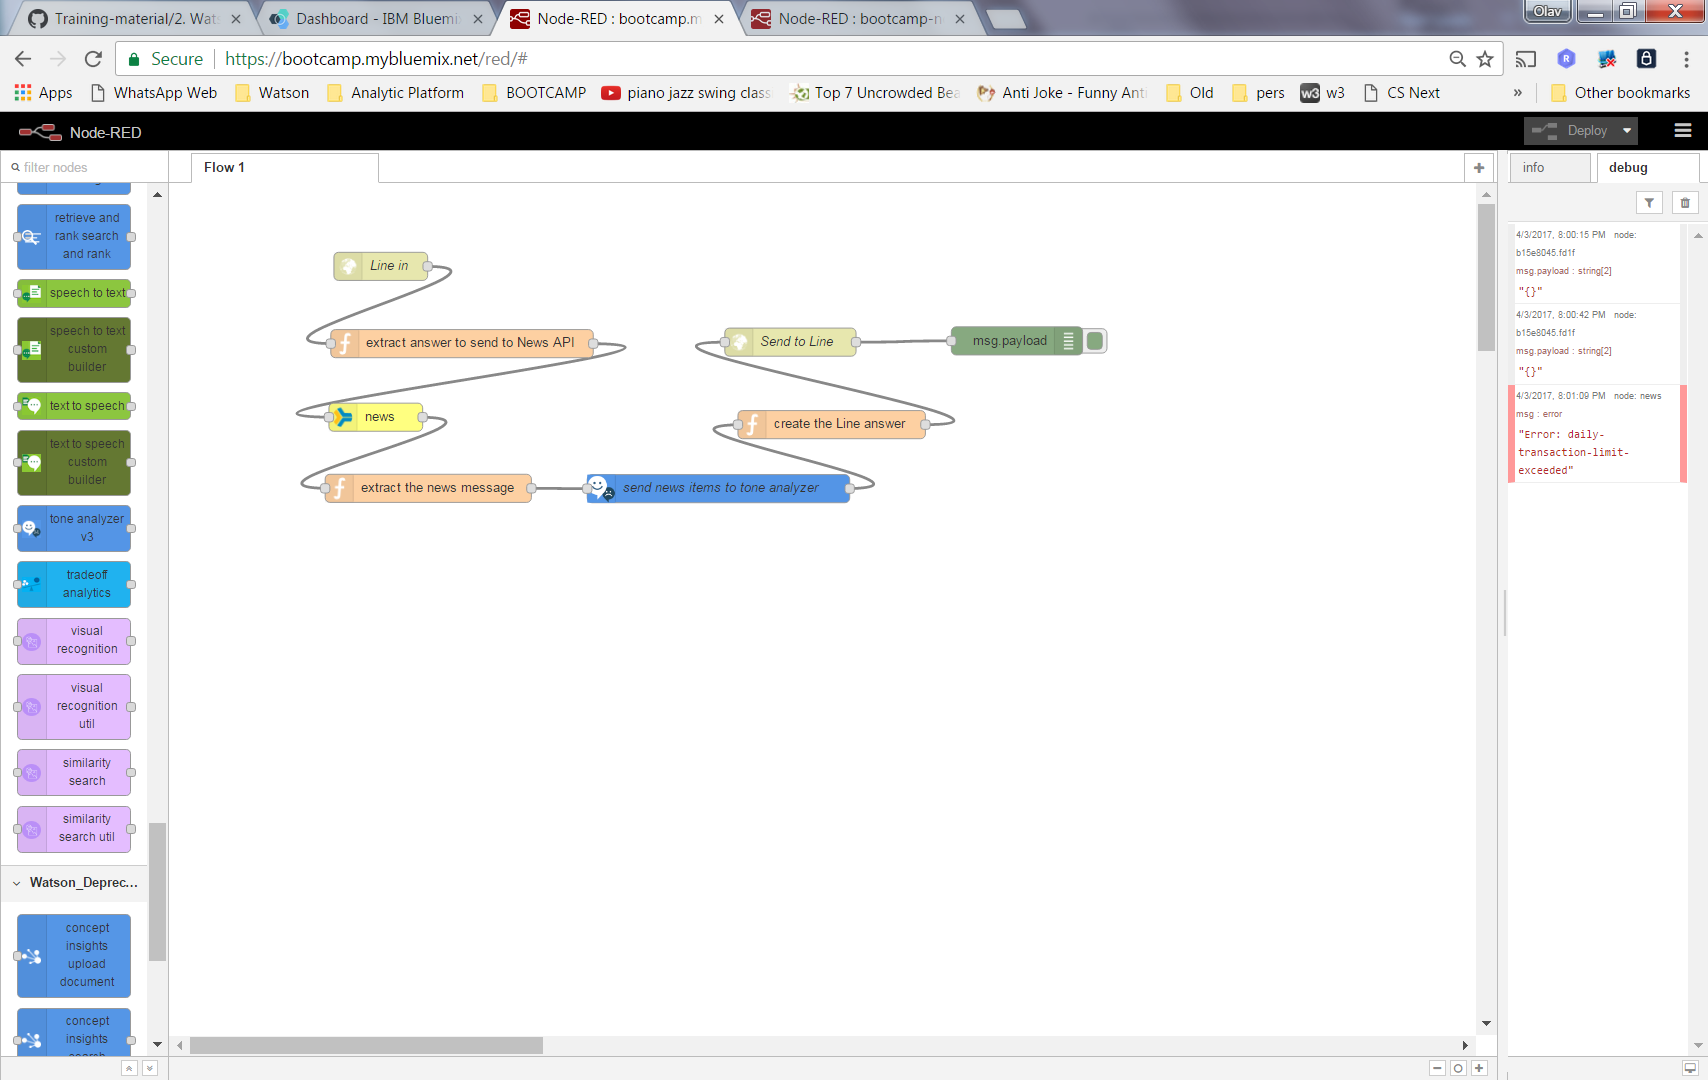 Training-material/2. Wats
Dashboard - IBM Bluemi
Node-RED : bootcamp.m
Node-RED : bootcamp-n
Olav
Secure
https://bootcamp.mybluemix.net/red/#
Apps
WhatsApp Web
Watson
Analytic Platform
BOOTCAMP
piano jazz swing class
Top 7 Uncrowded Bea
Anti Joke - Funny Anti
Old
pers
w3
w3
CS Next
»
Other bookmarks
Node-RED
Deploy
filter nodes
Flow 1
info
debug
retrieve and
rank search
and rank
speech to text
speech to text
custom
builder
text to speech
text to speech
custom
builder
tone analyzer
v3
tradeoff
analytics
visual
recognition
visual
recognition
util
similarity
search
similarity
search util
Watson_Deprec...
concept
insights
upload
document
concept
insights
search
Line in
extract answer to send to News API
news
extract the news message
send news items to tone analyzer
create the Line answer
Send to Line
msg.payload
4/3/2017, 8:00:15 PM node:
b15e8045.fd1f
msg.payload : string[2]
"{}"
4/3/2017, 8:00:42 PM node:
b15e8045.fd1f
msg.payload : string[2]
"{}"
4/3/2017, 8:01:09 PM node: news
msg : error
"Error: daily-
transaction-limit-
exceeded"